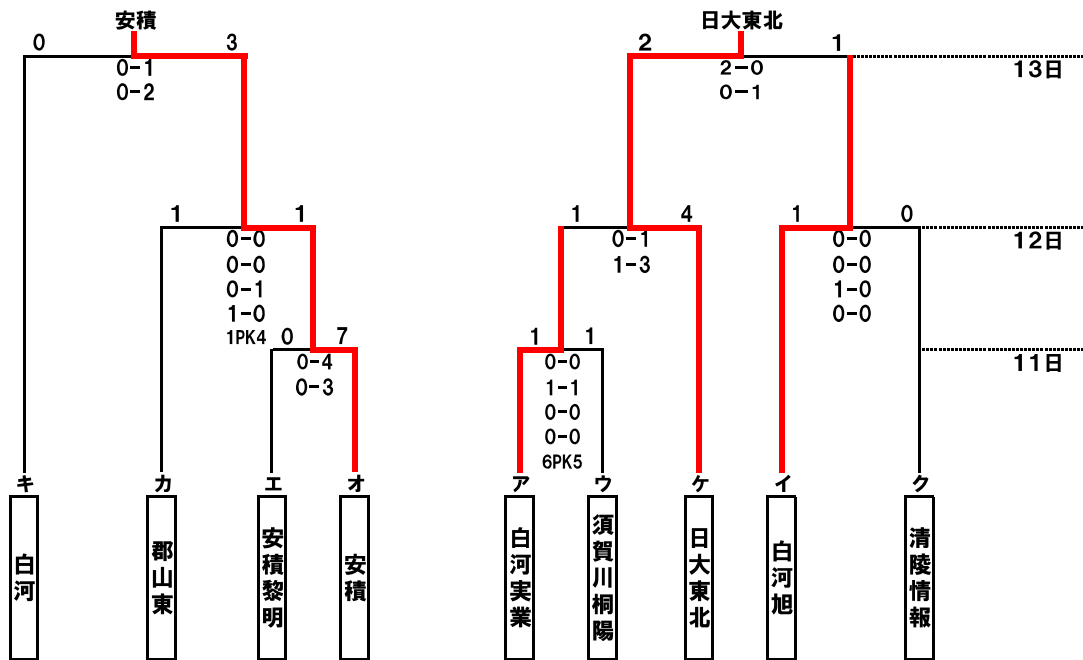 安積
日大東北
0 3
2 1
0-1
0-2
2-0
0-1
13日
1 1
1 4
1 0
0-0
0-0
0-1
1-0
1PK4
0-1
1-3
0-0
0-0
1-0
0-0
12日
0 7
0-4
0-3
1 1
0-0
1-1
0-0
0-0
6PK5
11日
キ カ エ オ ア ウ ケ イ ク
白河
郡山東
安積黎明
安積
白河実業
須賀川桐陽
日大東北
白河旭
清陵情報